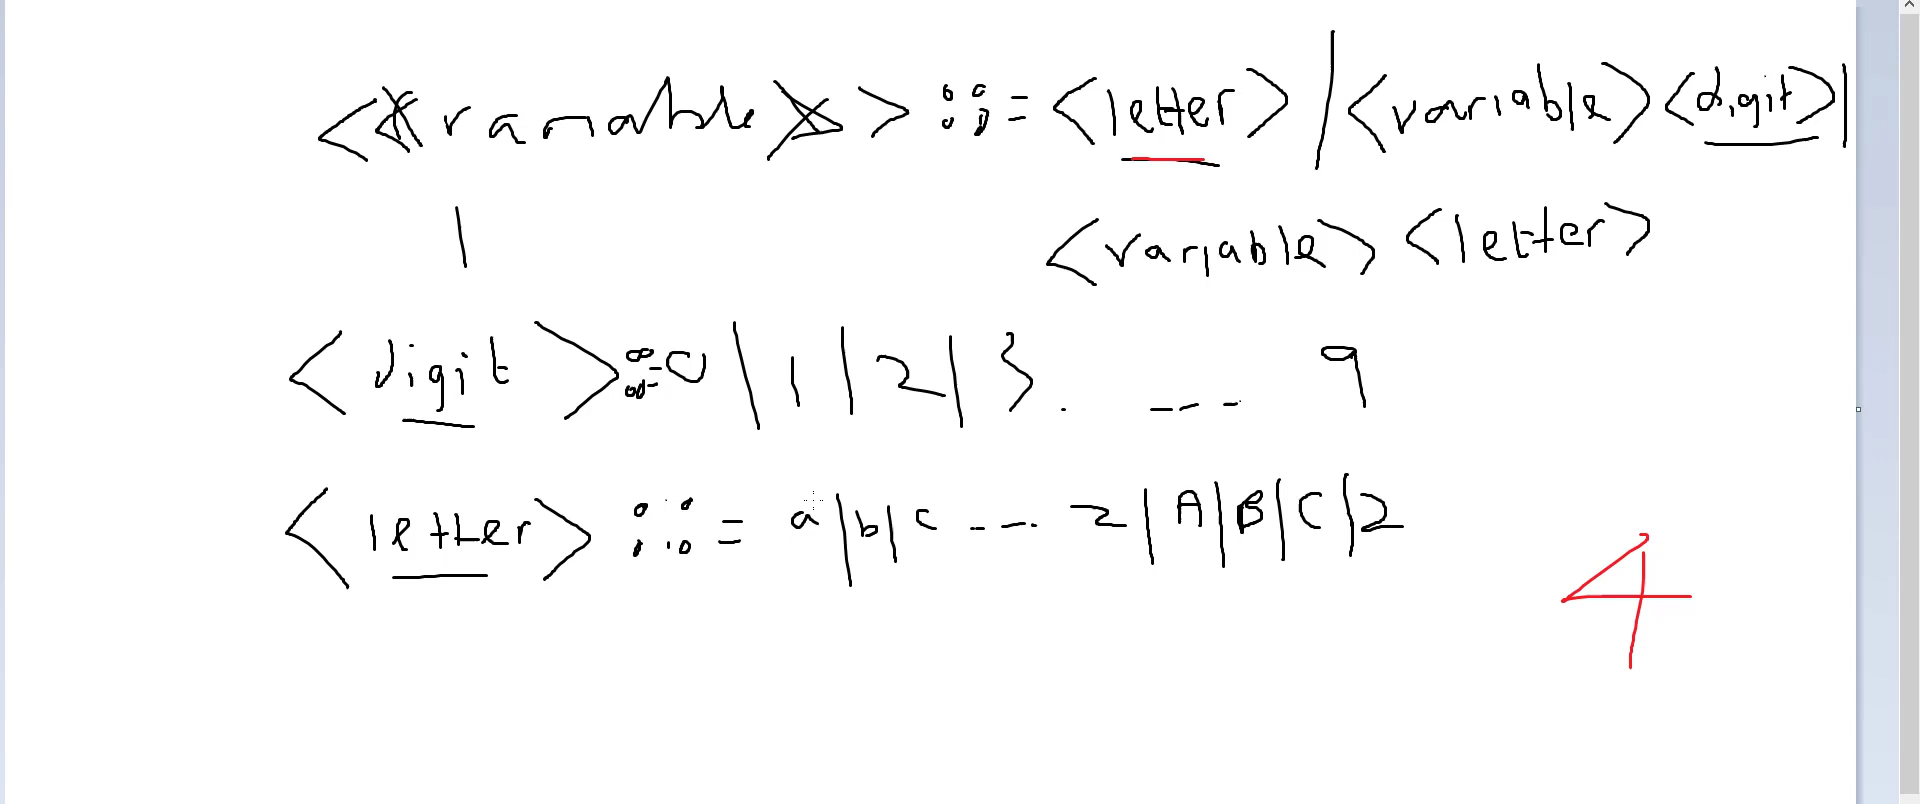 <variable> ::= <letter> | <variable> <digit> |
| <variable> <letter>
<digit> ::= 0 | 1 | 2 | 3 . --- 9
<letter> ::= a | b | c --- z | A | B | C | Z
4